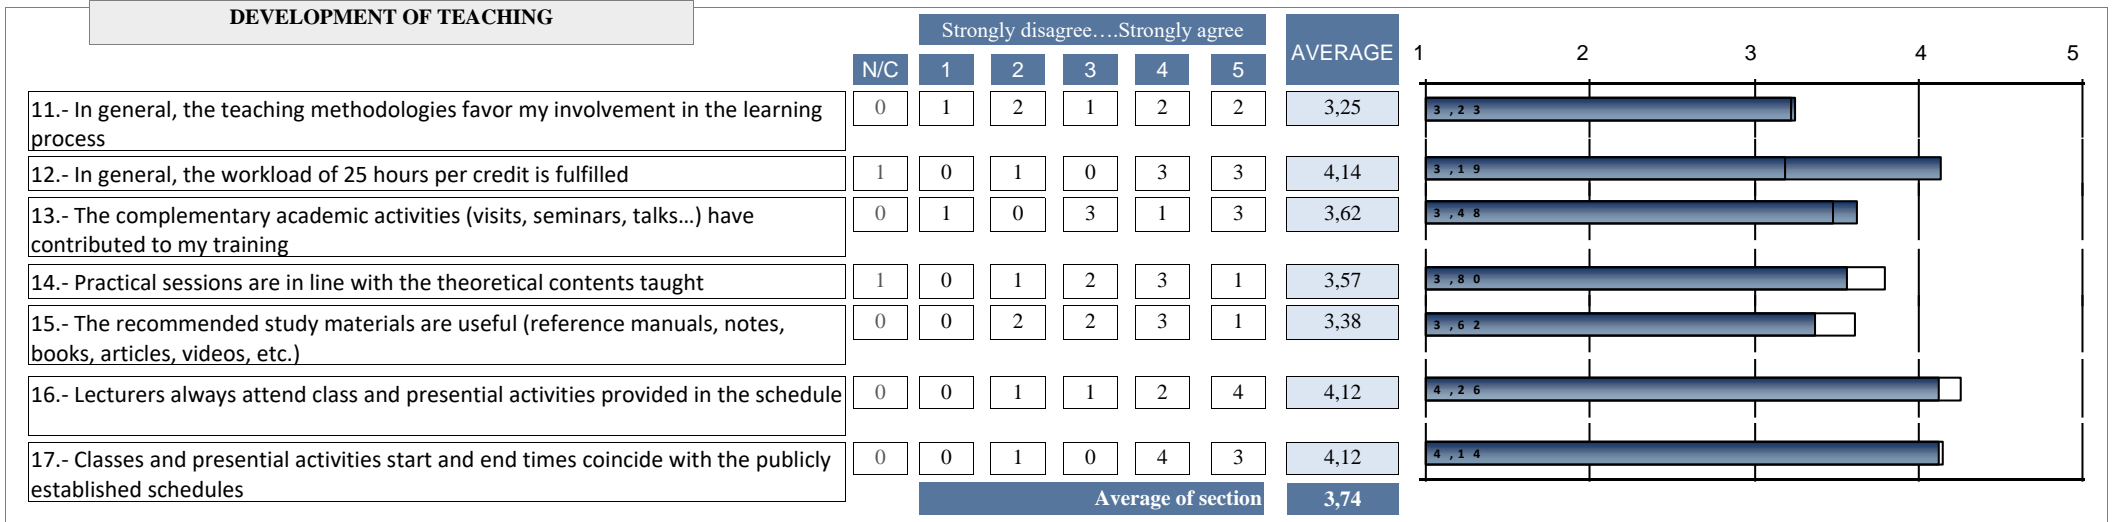 DEVELOPMENT OF TEACHING
Strongly disagree....Strongly agree
AVERAGE
1 2 3 4 5
N/C 1 2 3 4 5
11.- In general, the teaching methodologies favor my involvement in the learning
process
0 1 2 1 2 2 3,25 3,23
12.- In general, the workload of 25 hours per credit is fulfilled
1 0 1 0 3 3 4,14 3,19
13.- The complementary academic activities (visits, seminars, talks…) have
contributed to my training
0 1 0 3 1 3 3,62 3,48
14.- Practical sessions are in line with the theoretical contents taught
1 0 1 2 3 1 3,57 3,80
15.- The recommended study materials are useful (reference manuals, notes,
books, articles, videos, etc.)
0 0 2 2 3 1 3,38 3,62
16.- Lecturers always attend class and presential activities provided in the schedule
0 0 1 1 2 4 4,12 4,26
17.- Classes and presential activities start and end times coincide with the publicly
established schedules
0 0 1 0 4 3 4,12 4,14
Average of section 3,74